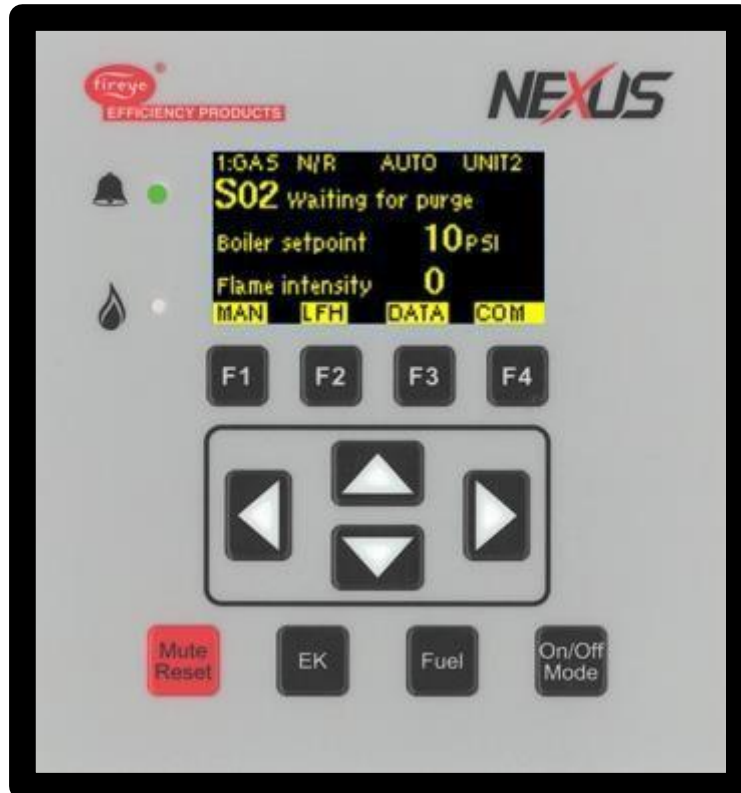 fireye®
EFFICIENCY PRODUCTS
NEXUS
1:GAS N/R AUTO UNIT2
S02 Waiting for purge
Boiler setpoint 10PSI
Flame intensity 0
MAN LFH DATA COM
F1 F2 F3 F4
Mute Reset
EK
Fuel
On/Off Mode